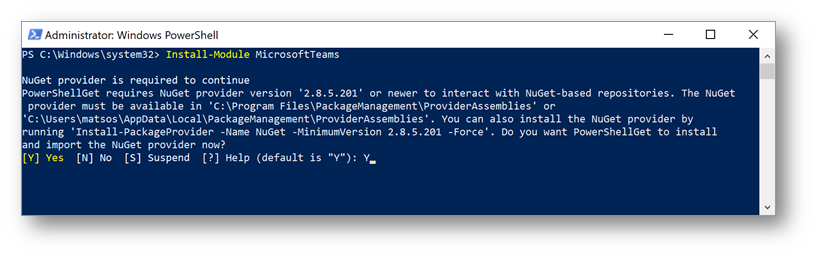 Administrator: Windows PowerShell
PS C:\Windows\system32> Install-Module MicrosoftTeams
NuGet provider is required to continue
PowerShellGet requires NuGet provider version '2.8.5.201' or newer to interact with NuGet-based repositories. The NuGet
provider must be available in 'C:\Program Files\PackageManagement\ProviderAssemblies' or
'C:\Users\matsos\AppData\Local\PackageManagement\ProviderAssemblies'. You can also install the NuGet provider by
running 'Install-PackageProvider -Name NuGet -MinimumVersion 2.8.5.201 -Force'. Do you want PowerShellGet to install
and import the NuGet provider now?
[Y] Yes  [N] No  [S] Suspend  [?] Help (default is "Y"): Y